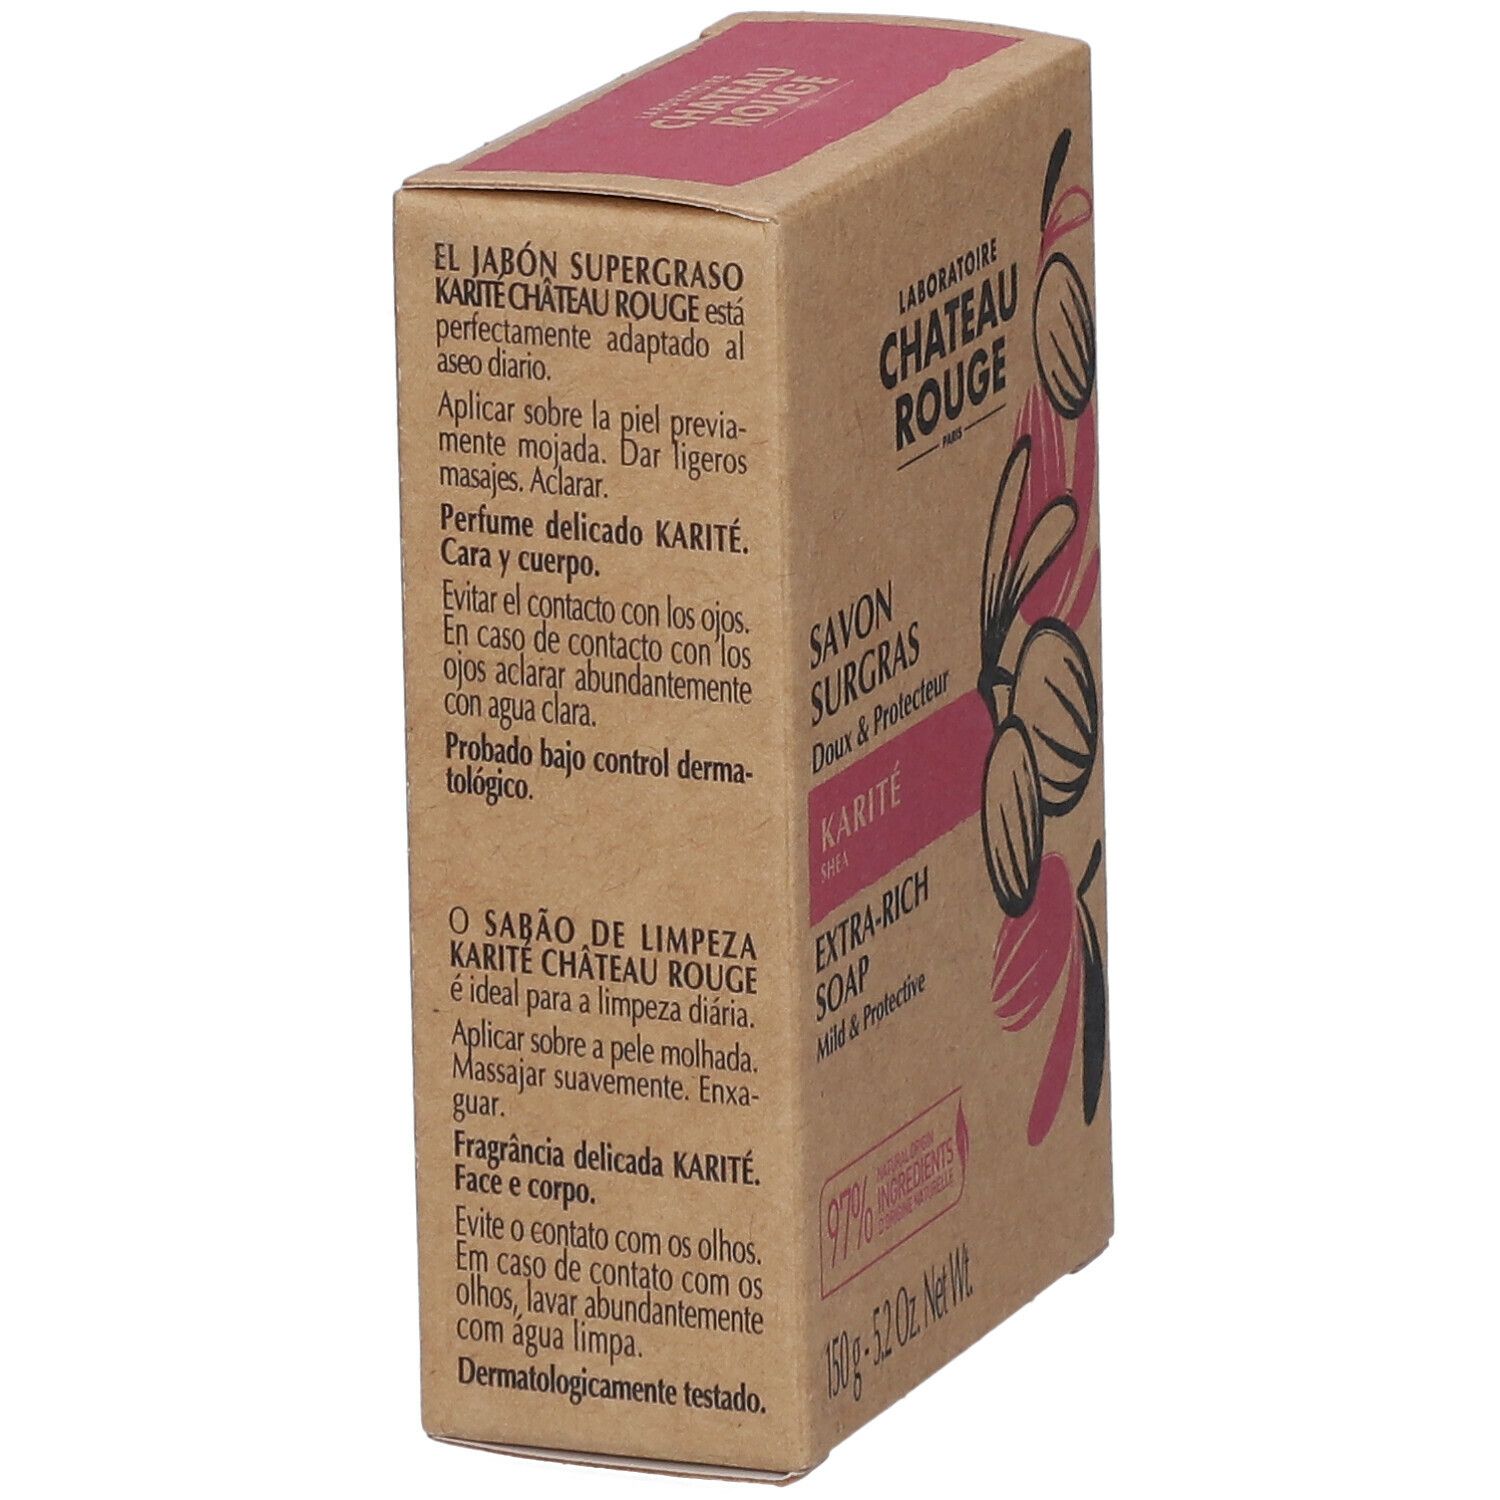 LABORATOIRE
CHATEAU
ROUGE
PARIS
EL JABÓN SUPERGRASO
KARITÉ CHÂTEAU ROUGE está
perfectamente adaptado al
aseo diario.
Aplicar sobre la piel previa-
mente mojada. Dar ligeros
masajes. Aclarar.
Perfume delicado KARITÉ.
Cara y cuerpo.
Evitar el contacto con los ojos.
En caso de contacto con los
ojos aclarar abundantemente
con agua clara.
Probado bajo control derma-
tológico.
O SABÃO DE LIMPEZA
KARITÉ CHÂTEAU ROUGE
é ideal para a limpeza diária.
Aplicar sobre a pele molhada.
Massajar suavemente. Enxa-
guar.
Fragrância delicada KARITÉ.
Face e corpo.
Evite o contato com os olhos.
Em caso de contato com os
olhos, lavar abundantemente
com água limpa.
Dermatologicamente testado.
LABORATOIRE
CHATEAU
ROUGE
PARIS
SAVON
SURGRAS
Doux & Protecteur
KARITÉ
SHEA
EXTRA-RICH
SOAP
Mild & Protective
97%
NATURAL ORIGIN
INGREDIENTS
D'ORIGINE NATURELLE
150 g - 5.2 Oz. Net Wt.